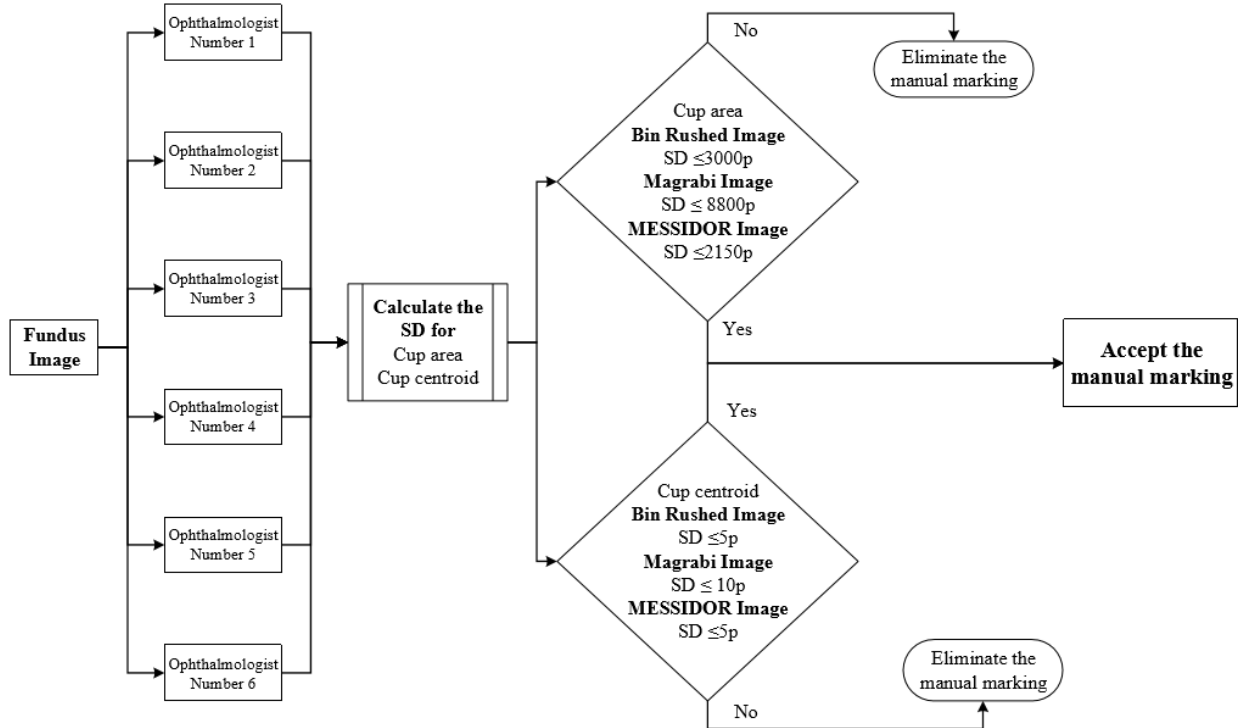 Fundus
Image
Ophthalmologist
Number 1
Ophthalmologist
Number 2
Ophthalmologist
Number 3
Ophthalmologist
Number 4
Ophthalmologist
Number 5
Ophthalmologist
Number 6
Calculate the
SD for
Cup area
Cup centroid
No
Eliminate the
manual marking
Cup area
Bin Rushed Image
SD ≤3000p
Magrabi Image
SD ≤ 8800p
MESSIDOR Image
SD ≤2150p
Yes
Accept the
manual marking
Yes
Cup centroid
Bin Rushed Image
SD ≤5p
Magrabi Image
SD ≤ 10p
MESSIDOR Image
SD ≤5p
No
Eliminate the
manual marking